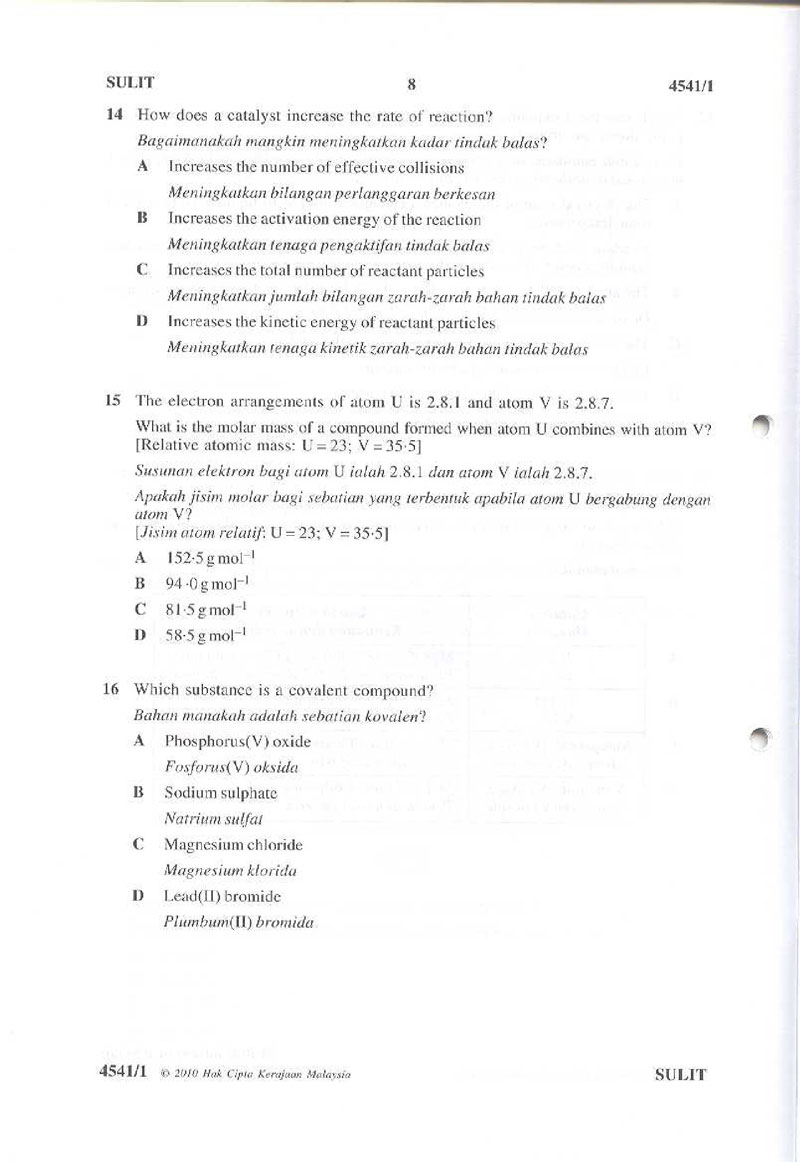 SULIT 8 4541/1
14 How does a catalyst increase the rate of reaction?
Bagaimanakah mangkin meningkatkan kadar tindak balas?
A Increases the number of effective collisions
Meningkatkan bilangan perlanggaran berkesan
B Increases the activation energy of the reaction
Meningkatkan tenaga pengaktifan tindak balas
C Increases the total number of reactant particles
Meningkatkan jumlah bilangan zarah-zarah bahan tindak balas
D Increases the kinetic energy of reactant particles
Meningkatkan tenaga kinetik zarah-zarah bahan tindak balas
15 The electron arrangements of atom U is 2.8.1 and atom V is 2.8.7.
What is the molar mass of a compound formed when atom U combines with atom V?
[Relative atomic mass: U = 23; V = 35·5]
Susunan elektron bagi atom U ialah 2.8.1 dan atom V ialah 2.8.7.
Apakah jisim molar bagi sebatian yang terbentuk apabila atom U bergabung dengan
atom V?
[Jisim atom relatif: U = 23; V = 35·5]
A 152·5 g mol⁻¹
B 94·0 g mol⁻¹
C 81·5 g mol⁻¹
D 58·5 g mol⁻¹
16 Which substance is a covalent compound?
Bahan manakah adalah sebatian kovalen?
A Phosphorus(V) oxide
Fosforus(V) oksida
B Sodium sulphate
Natrium sulfat
C Magnesium chloride
Magnesium klorida
D Lead(II) bromide
Plumbum(II) bromida
4541/1 © 2010 Hak Cipta Kerajaan Malaysia SULIT